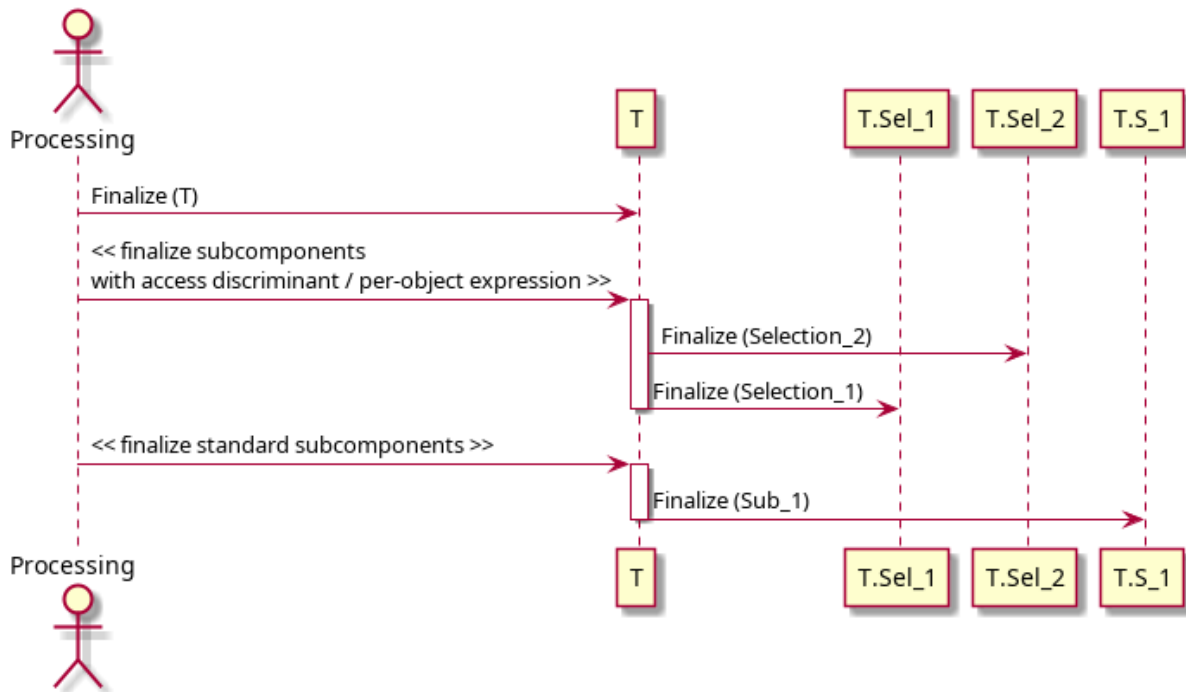 Processing
T
T.Sel_1
T.Sel_2
T.S_1
Finalize (T)
<< finalize subcomponents
with access discriminant / per-object expression >>
Finalize (Selection_2)
Finalize (Selection_1)
<< finalize standard subcomponents >>
Finalize (Sub_1)
Processing
T
T.Sel_1
T.Sel_2
T.S_1